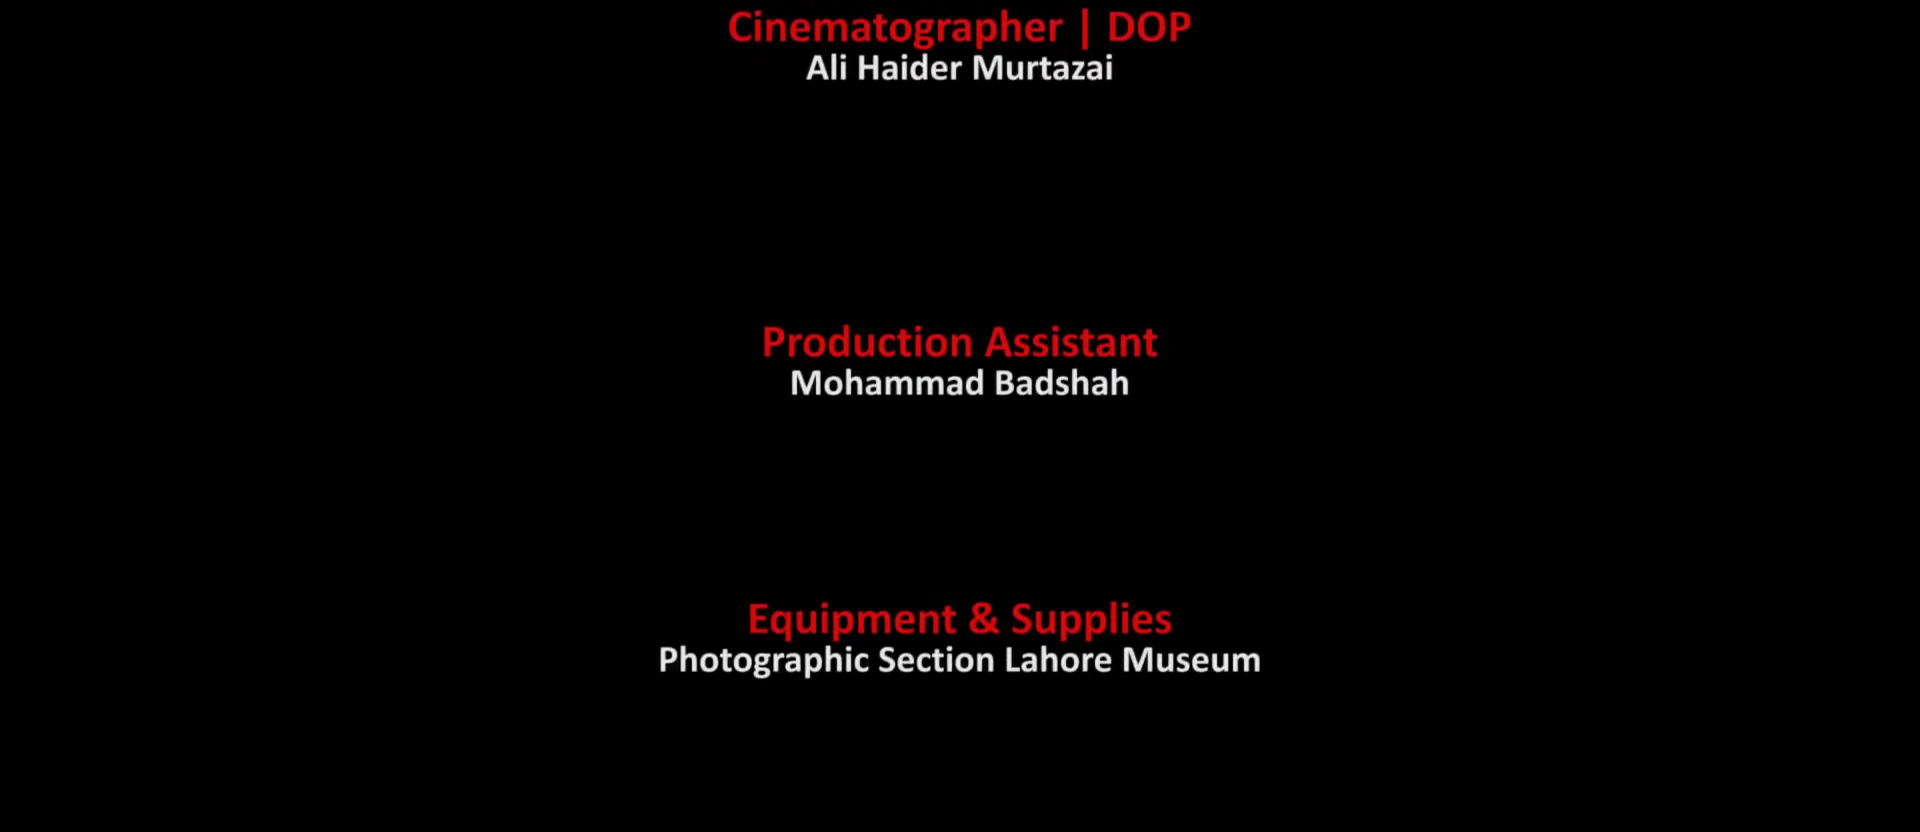 Cinematographer | DOP
Ali Haider Murtazai
Production Assistant
Mohammad Badshah
Equipment & Supplies
Photographic Section Lahore Museum